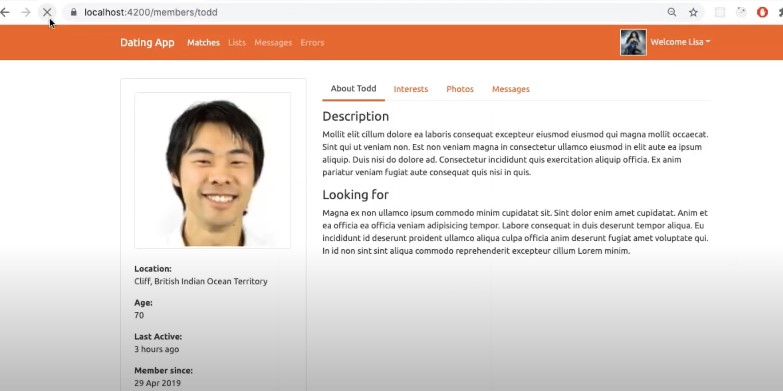 localhost:4200/members/todd
Dating App Matches Lists Messages Errors Welcome Lisa
About Todd Interests Photos Messages
Description
Mollit elit cillum dolore ea laboris consequat excepteur eiusmod eiusmod qui magna mollit occaecat.
Sint qui ut veniam non. Est non veniam magna in consectetur ullamco eiusmod in elit aute ea ipsum
aliquip. Duis nisi do dolore ad. Consectetur incididunt quis exercitation aliquip officia. Ex anim
pariatur veniam fugiat aute consequat quis nisi in quis.
Looking for
Magna ex non ullamco ipsum commodo minim cupidatat sit. Sint dolor enim amet cupidatat. Anim et
ea officia ea officia veniam adipisicing tempor. Labore consequat in duis deserunt tempor aliqua. Eu
incididunt id deserunt proident ullamco aliqua culpa officia anim deserunt fugiat amet voluptate qui.
In id non sint sint aliqua commodo reprehenderit excepteur cillum Lorem minim.
Location:
Cliff, British Indian Ocean Territory
Age:
70
Last Active:
3 hours ago
Member since:
29 Apr 2019